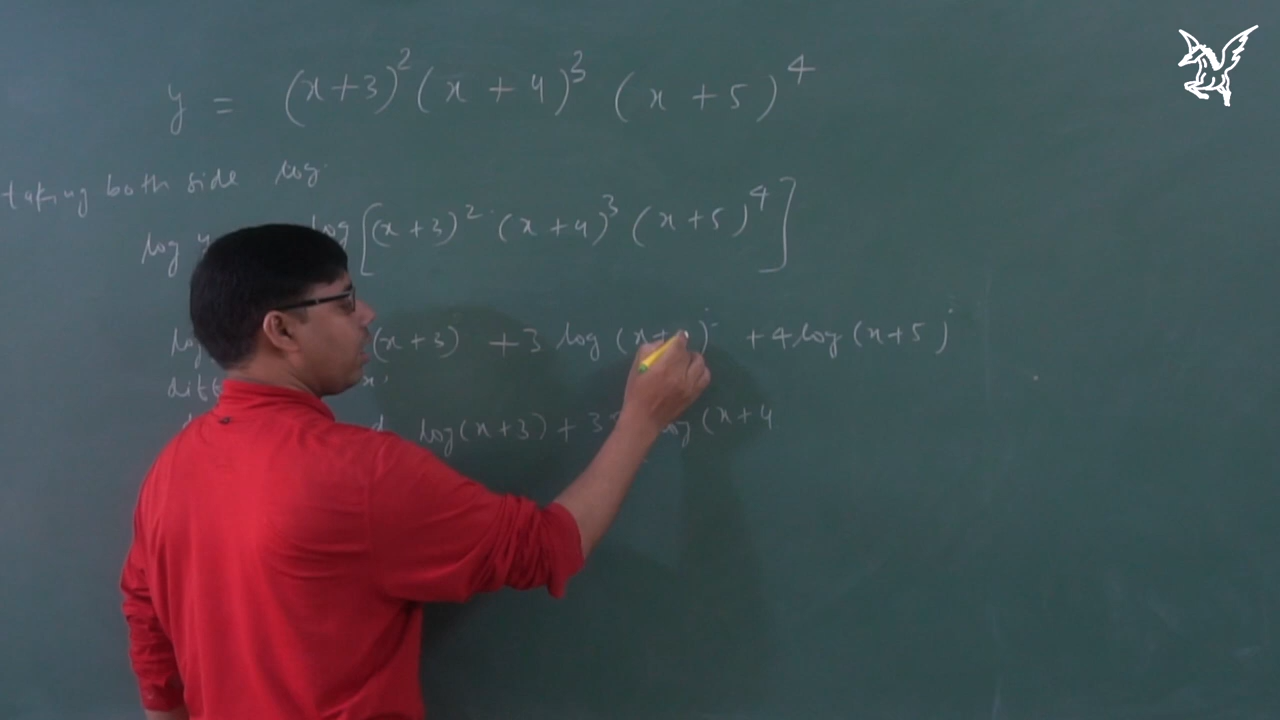 y = (x+3)² (x+4)³ (x+5)⁴
taking both side log
log y log [(x+3)² · (x+4)³ (x+5)⁴]
log (x+3) + 3 log (x+4) + 4 log (x+5)
diff x
d log(x+3) + 3 log (x+4